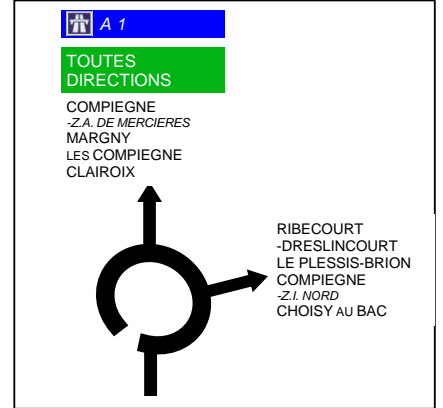 A 1
TOUTES
DIRECTIONS
COMPIEGNE
-Z.A. DE MERCIERES
MARGNY
LES COMPIEGNE
CLAIROIX
RIBECOURT
-DRESLINCOURT
LE PLESSIS-BRION
COMPIEGNE
-Z.I. NORD
CHOISY AU BAC